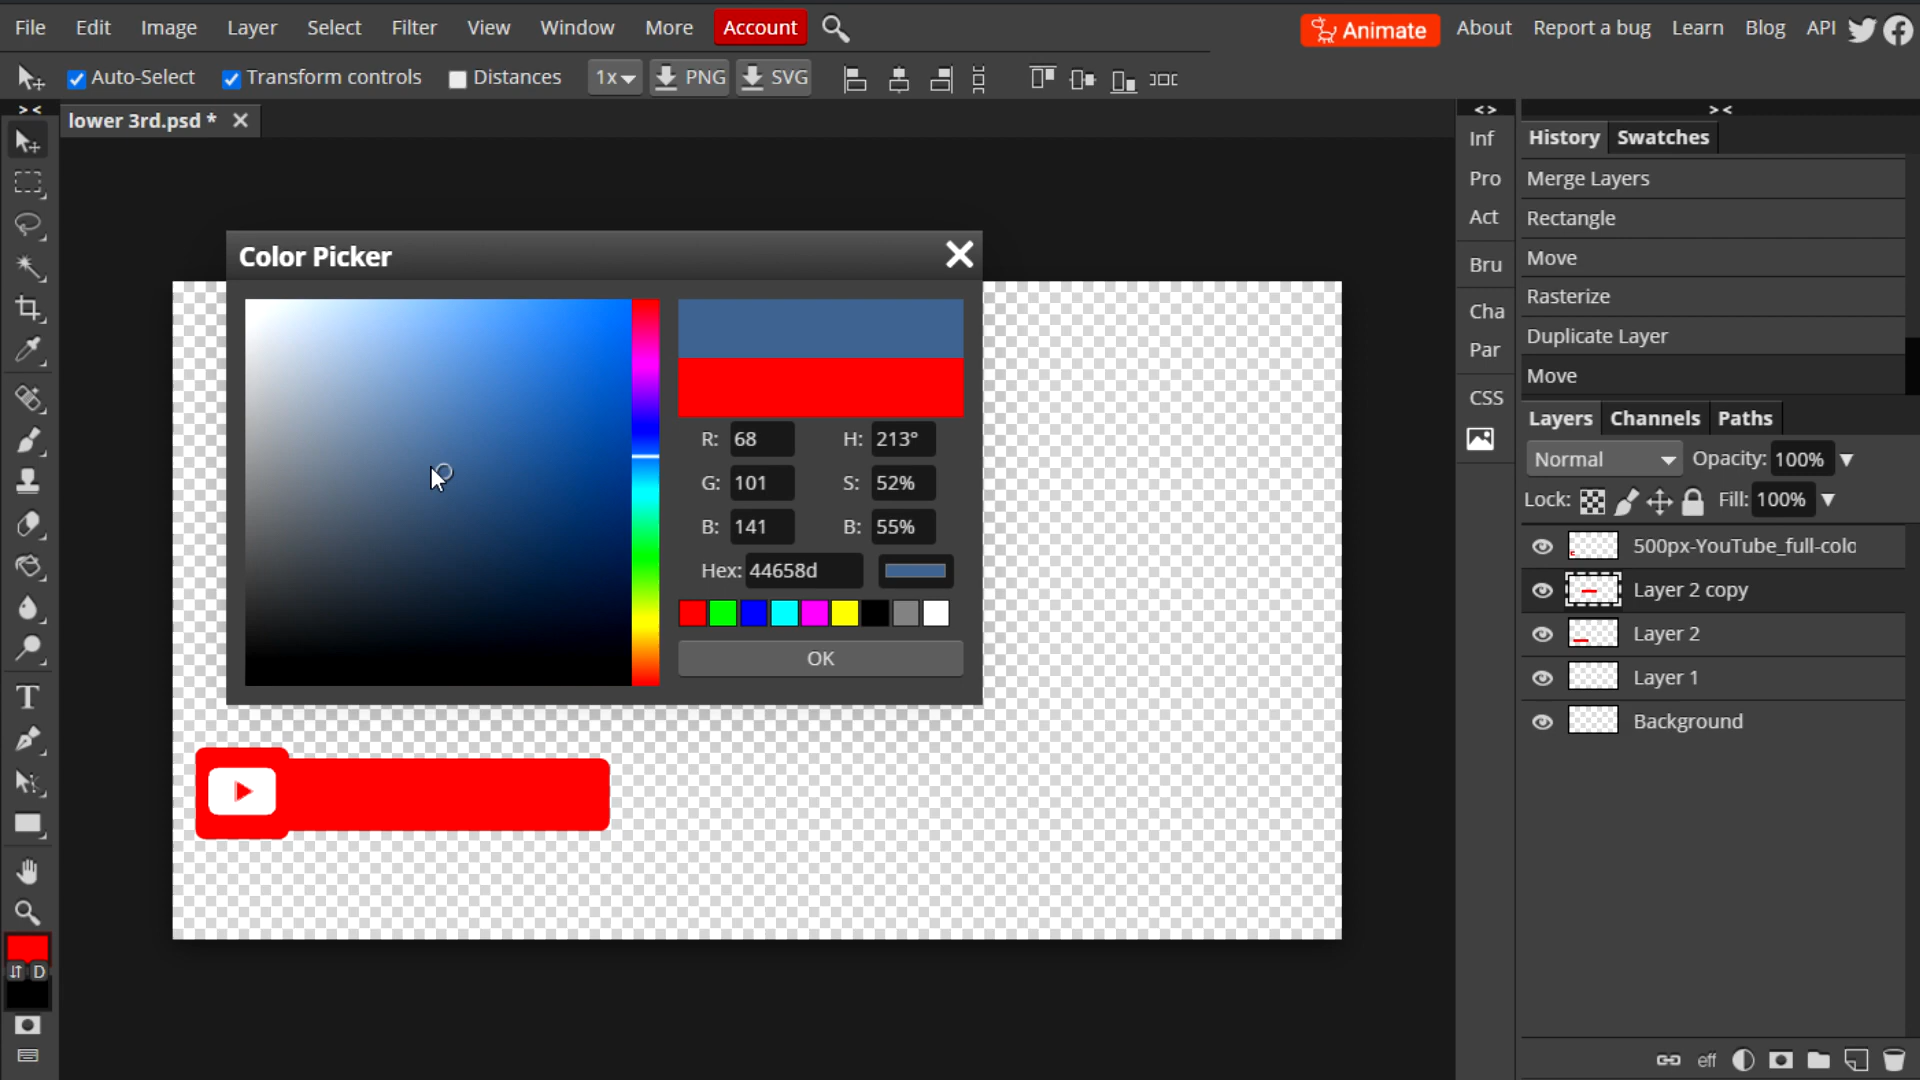 File Edit Image Layer Select Filter View Window More Account Animate About Report a bug Learn Blog API
Auto-Select Transform controls Distances 1x PNG SVG
> < lower 3rd.psd * < > > <
Inf
Pro
Act
Bru
Cha
Par
CSS
History Swatches
Merge Layers
Rectangle
Move
Rasterize
Duplicate Layer
Move
Color Picker
R: 68 H: 213°
G: 101 S: 52%
B: 141 B: 55%
Hex: 44658d
OK
Layers Channels Paths
Normal Opacity: 100%
Lock: Fill: 100%
500px-YouTube_full-colo
Layer 2 copy
Layer 2
Layer 1
Background
T
D
eff